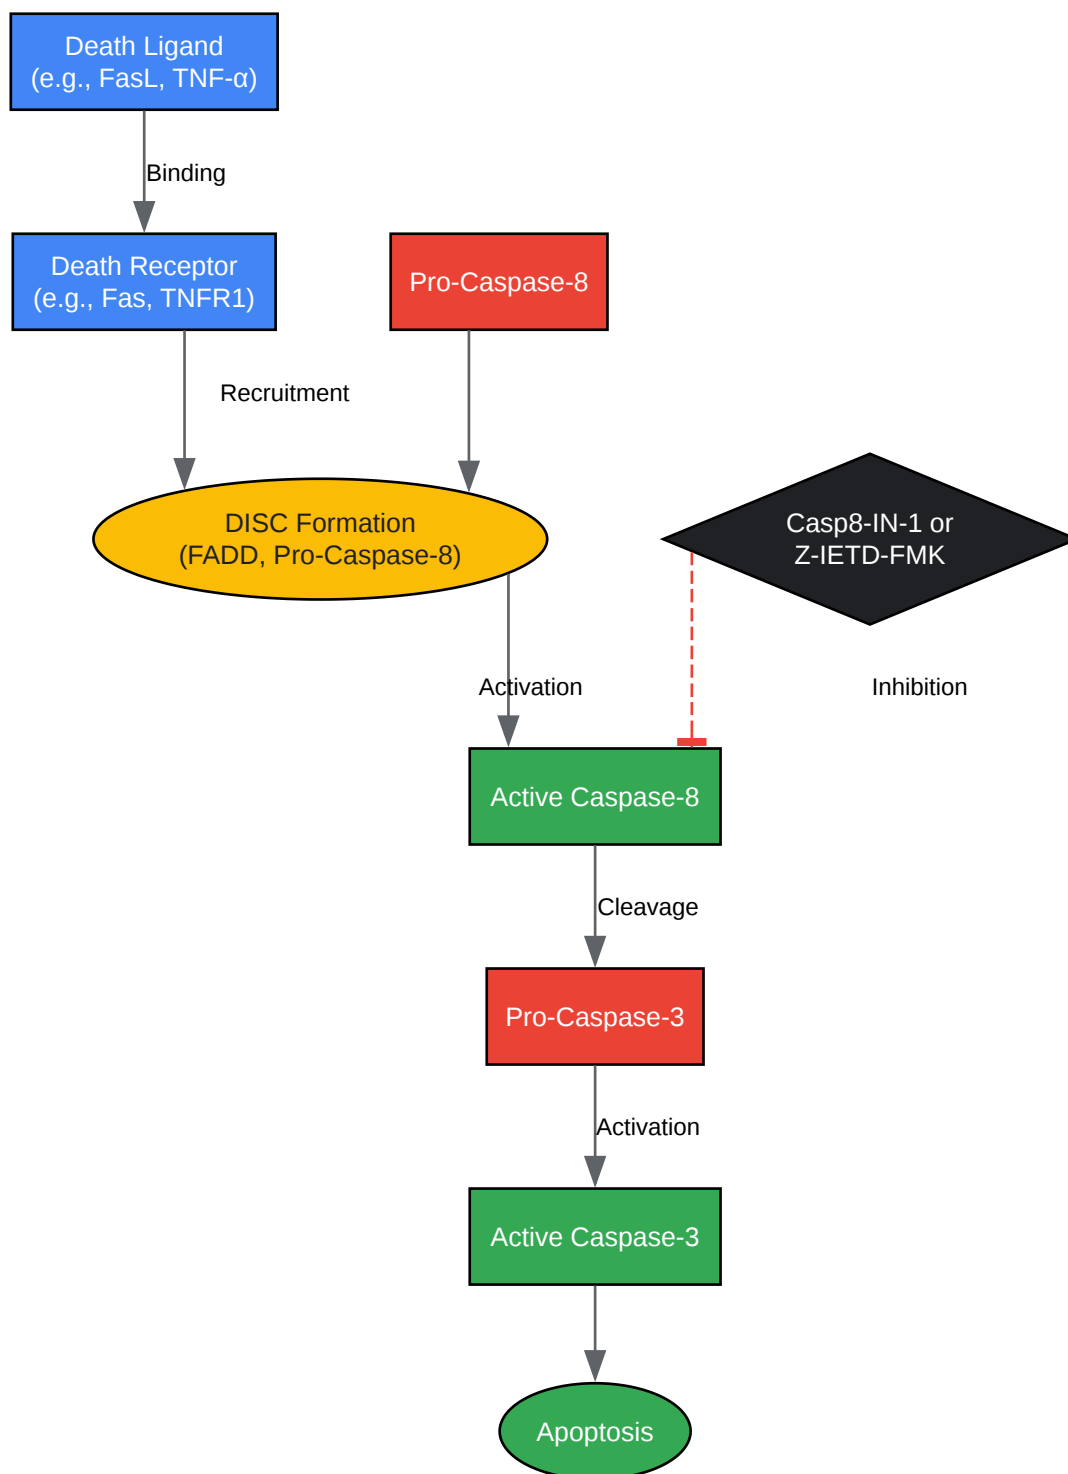 Death Ligand
(e.g., FasL, TNF-α)
Binding
Death Receptor
(e.g., Fas, TNFR1)
Pro-Caspase-8
Recruitment
DISC Formation
(FADD, Pro-Caspase-8)
Casp8-IN-1 or
Z-IETD-FMK
Activation
Inhibition
Active Caspase-8
Cleavage
Pro-Caspase-3
Activation
Active Caspase-3
Apoptosis